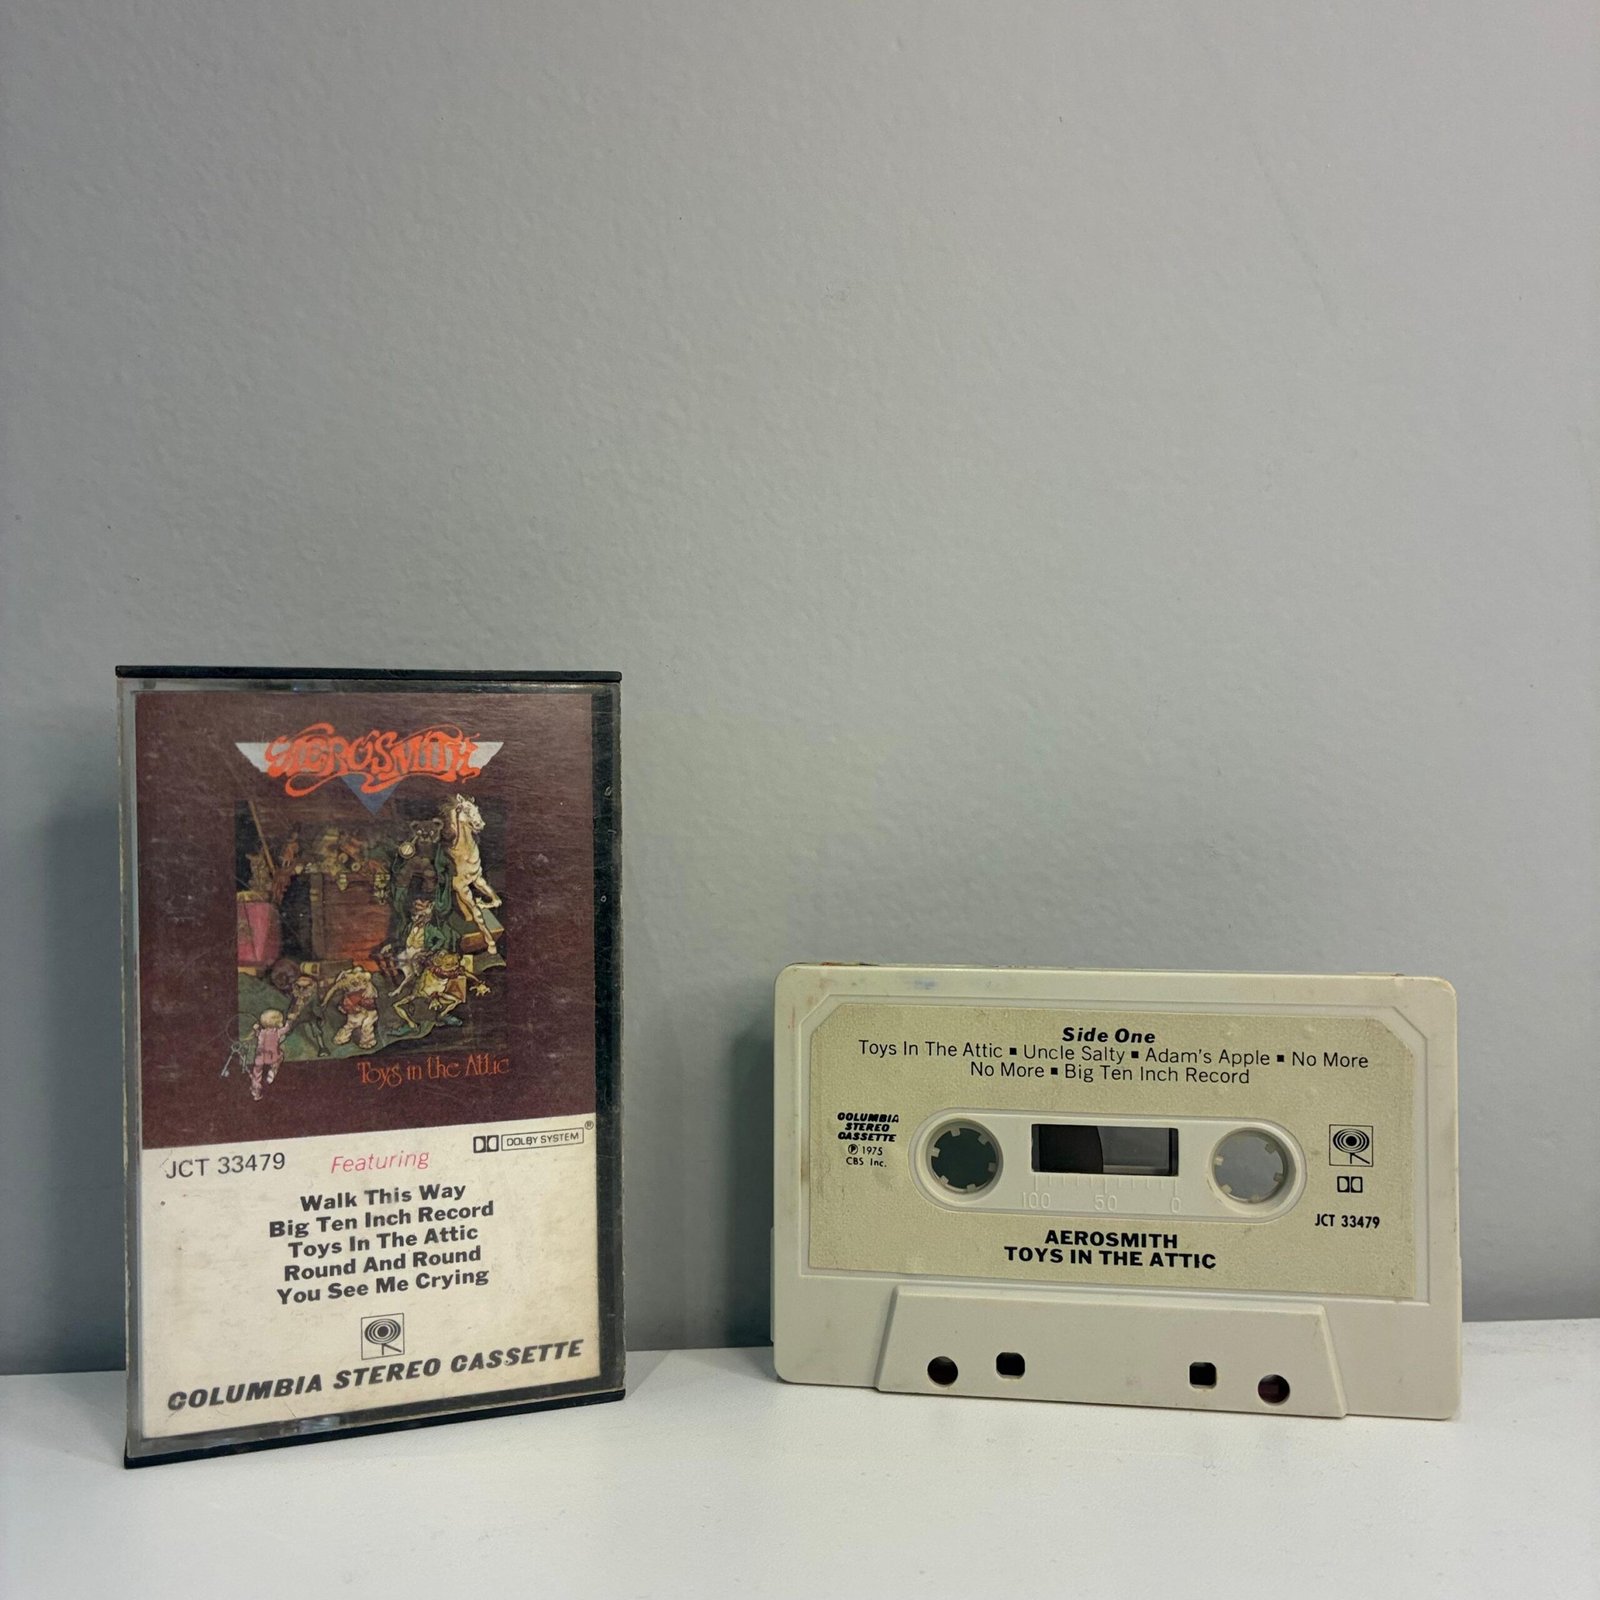 AEROSMITH
Toys in the Attic
DOLBY SYSTEM®
JCT 33479
Featuring
Walk This Way
Big Ten Inch Record
Toys In The Attic
Round And Round
You See Me Crying
COLUMBIA STEREO CASSETTE
Side One
Toys In The Attic ▪ Uncle Salty ▪ Adam's Apple ▪ No More
No More ▪ Big Ten Inch Record
COLUMBIA
STEREO
CASSETTE
℗ 1975
CBS Inc.
100 50 0
JCT 33479
AEROSMITH
TOYS IN THE ATTIC